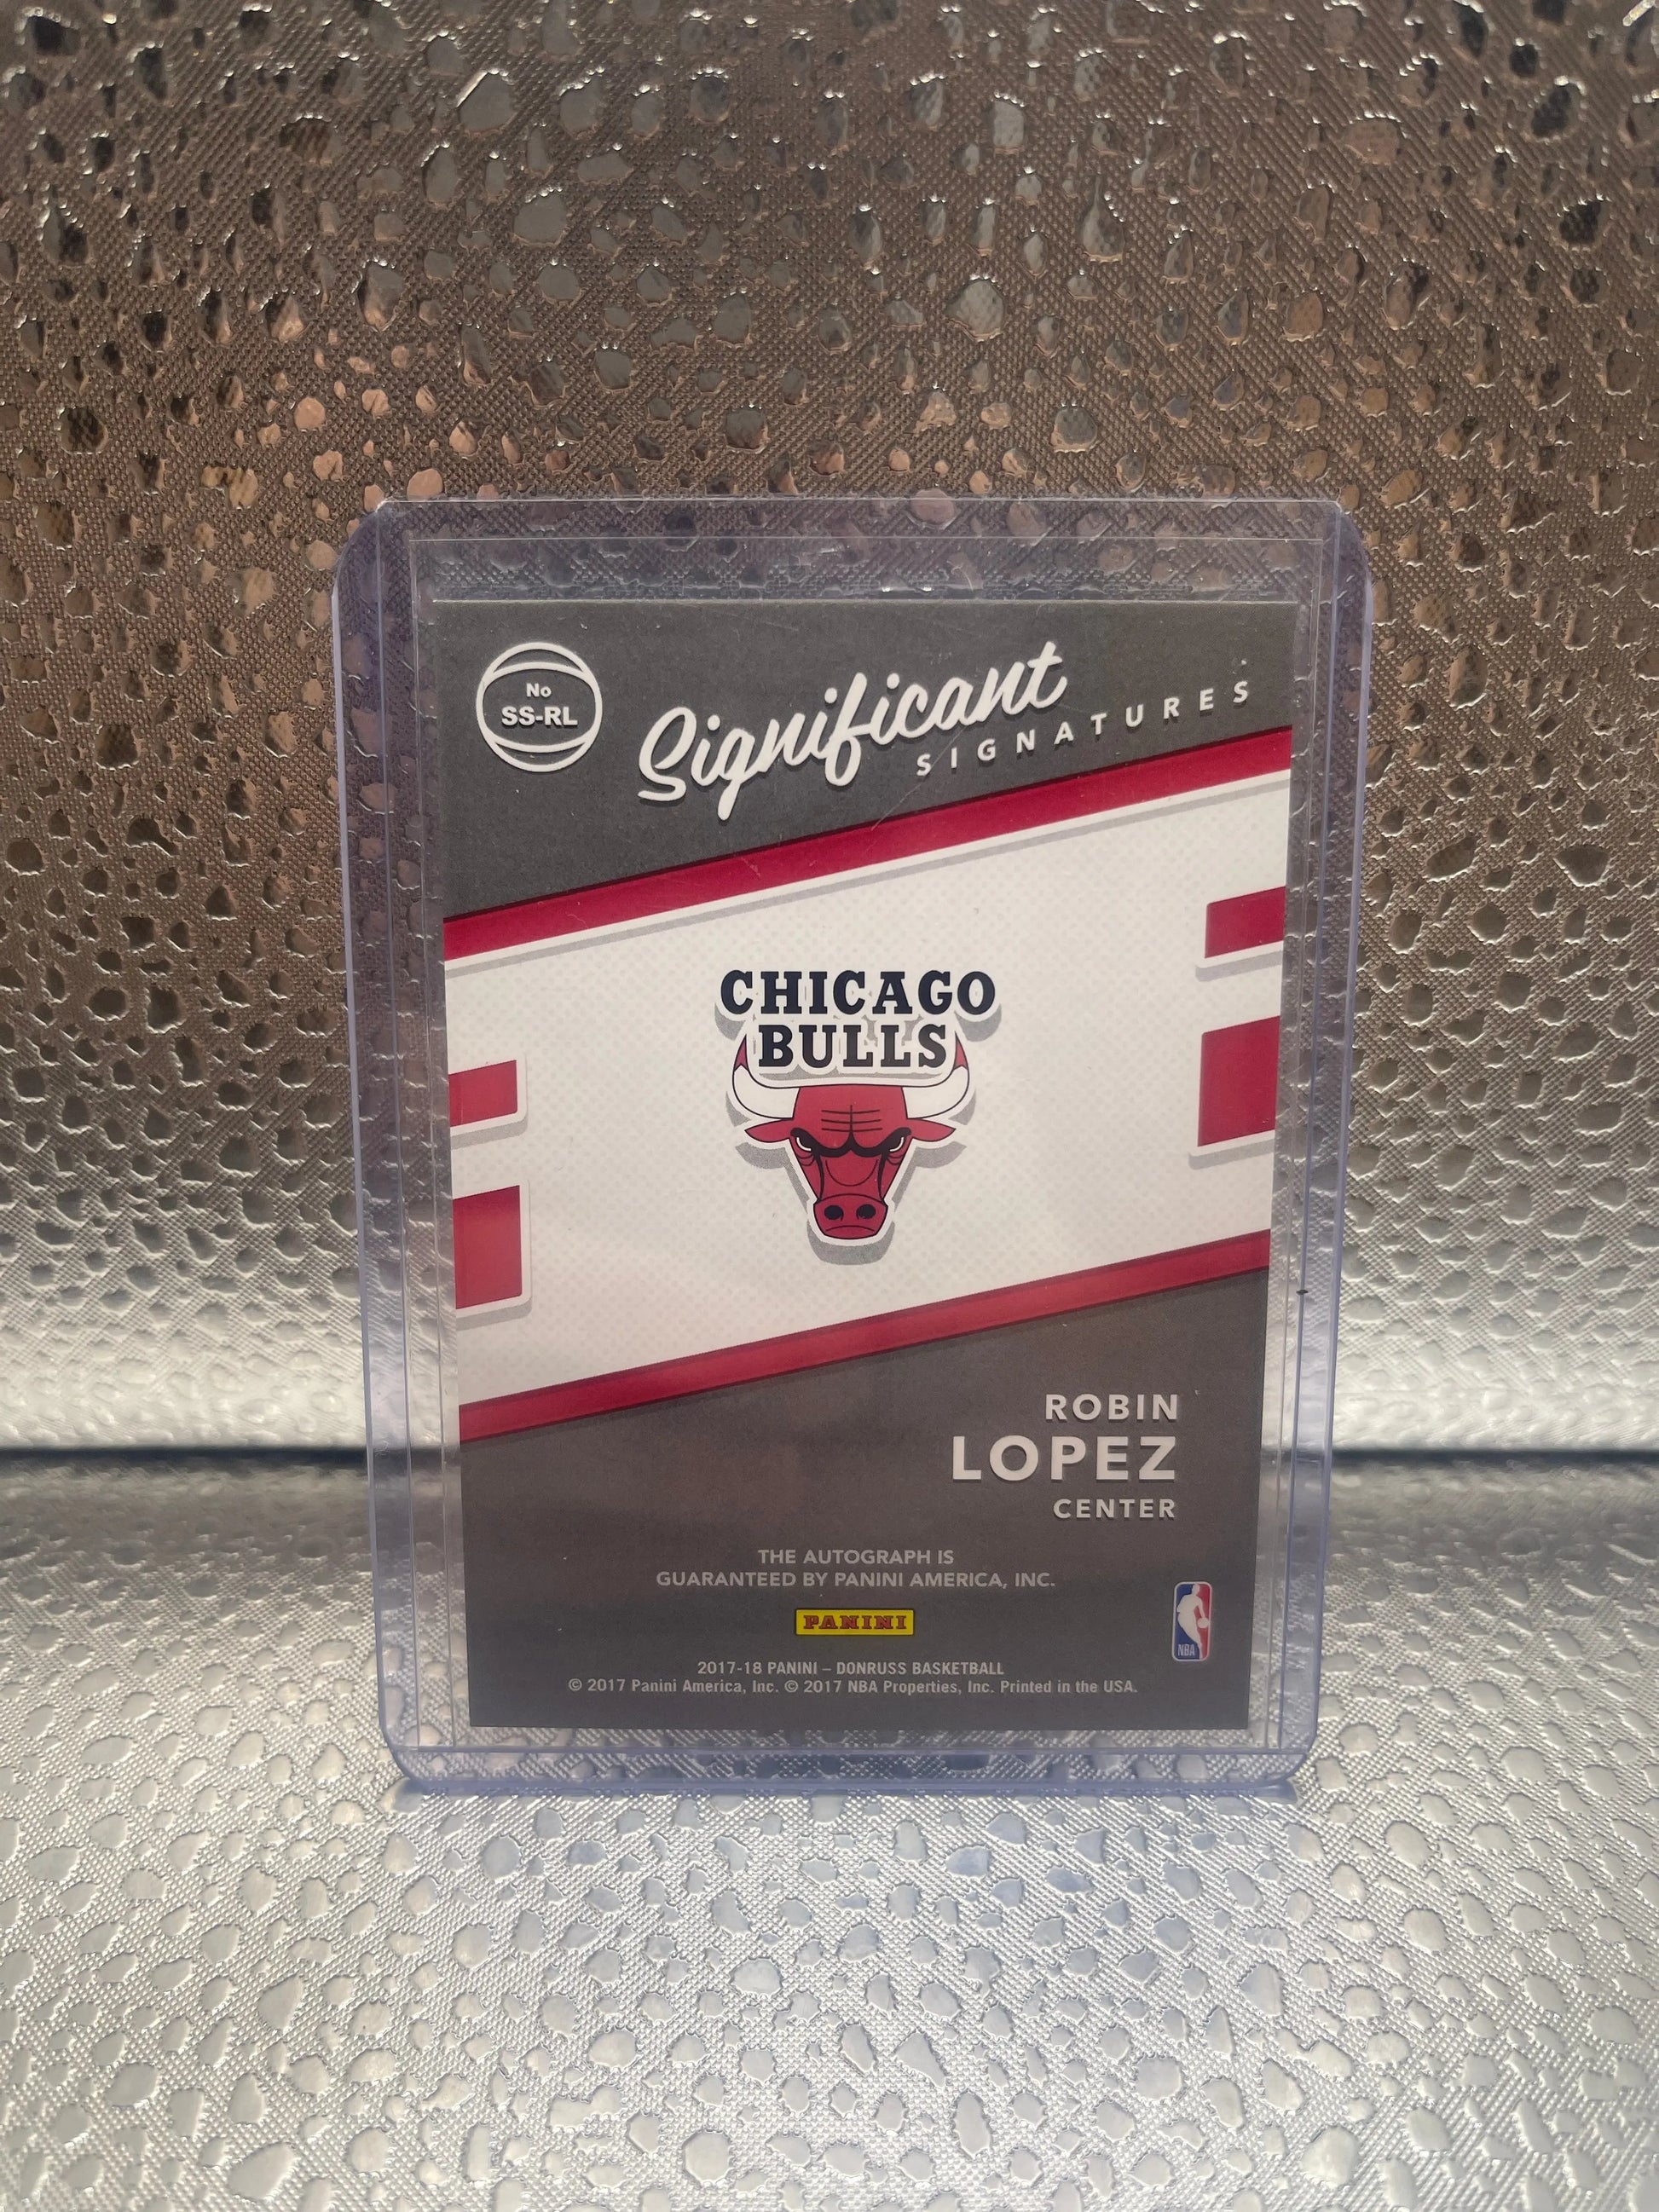 No
SS-RL
Significant
SIGNATURES
CHICAGO
BULLS
ROBIN
LOPEZ
CENTER
THE AUTOGRAPH IS
GUARANTEED BY PANINI AMERICA, INC.
PANINI
NBA
2017-18 PANINI – DONRUSS BASKETBALL
© 2017 Panini America, Inc. © 2017 NBA Properties, Inc. Printed in the USA.